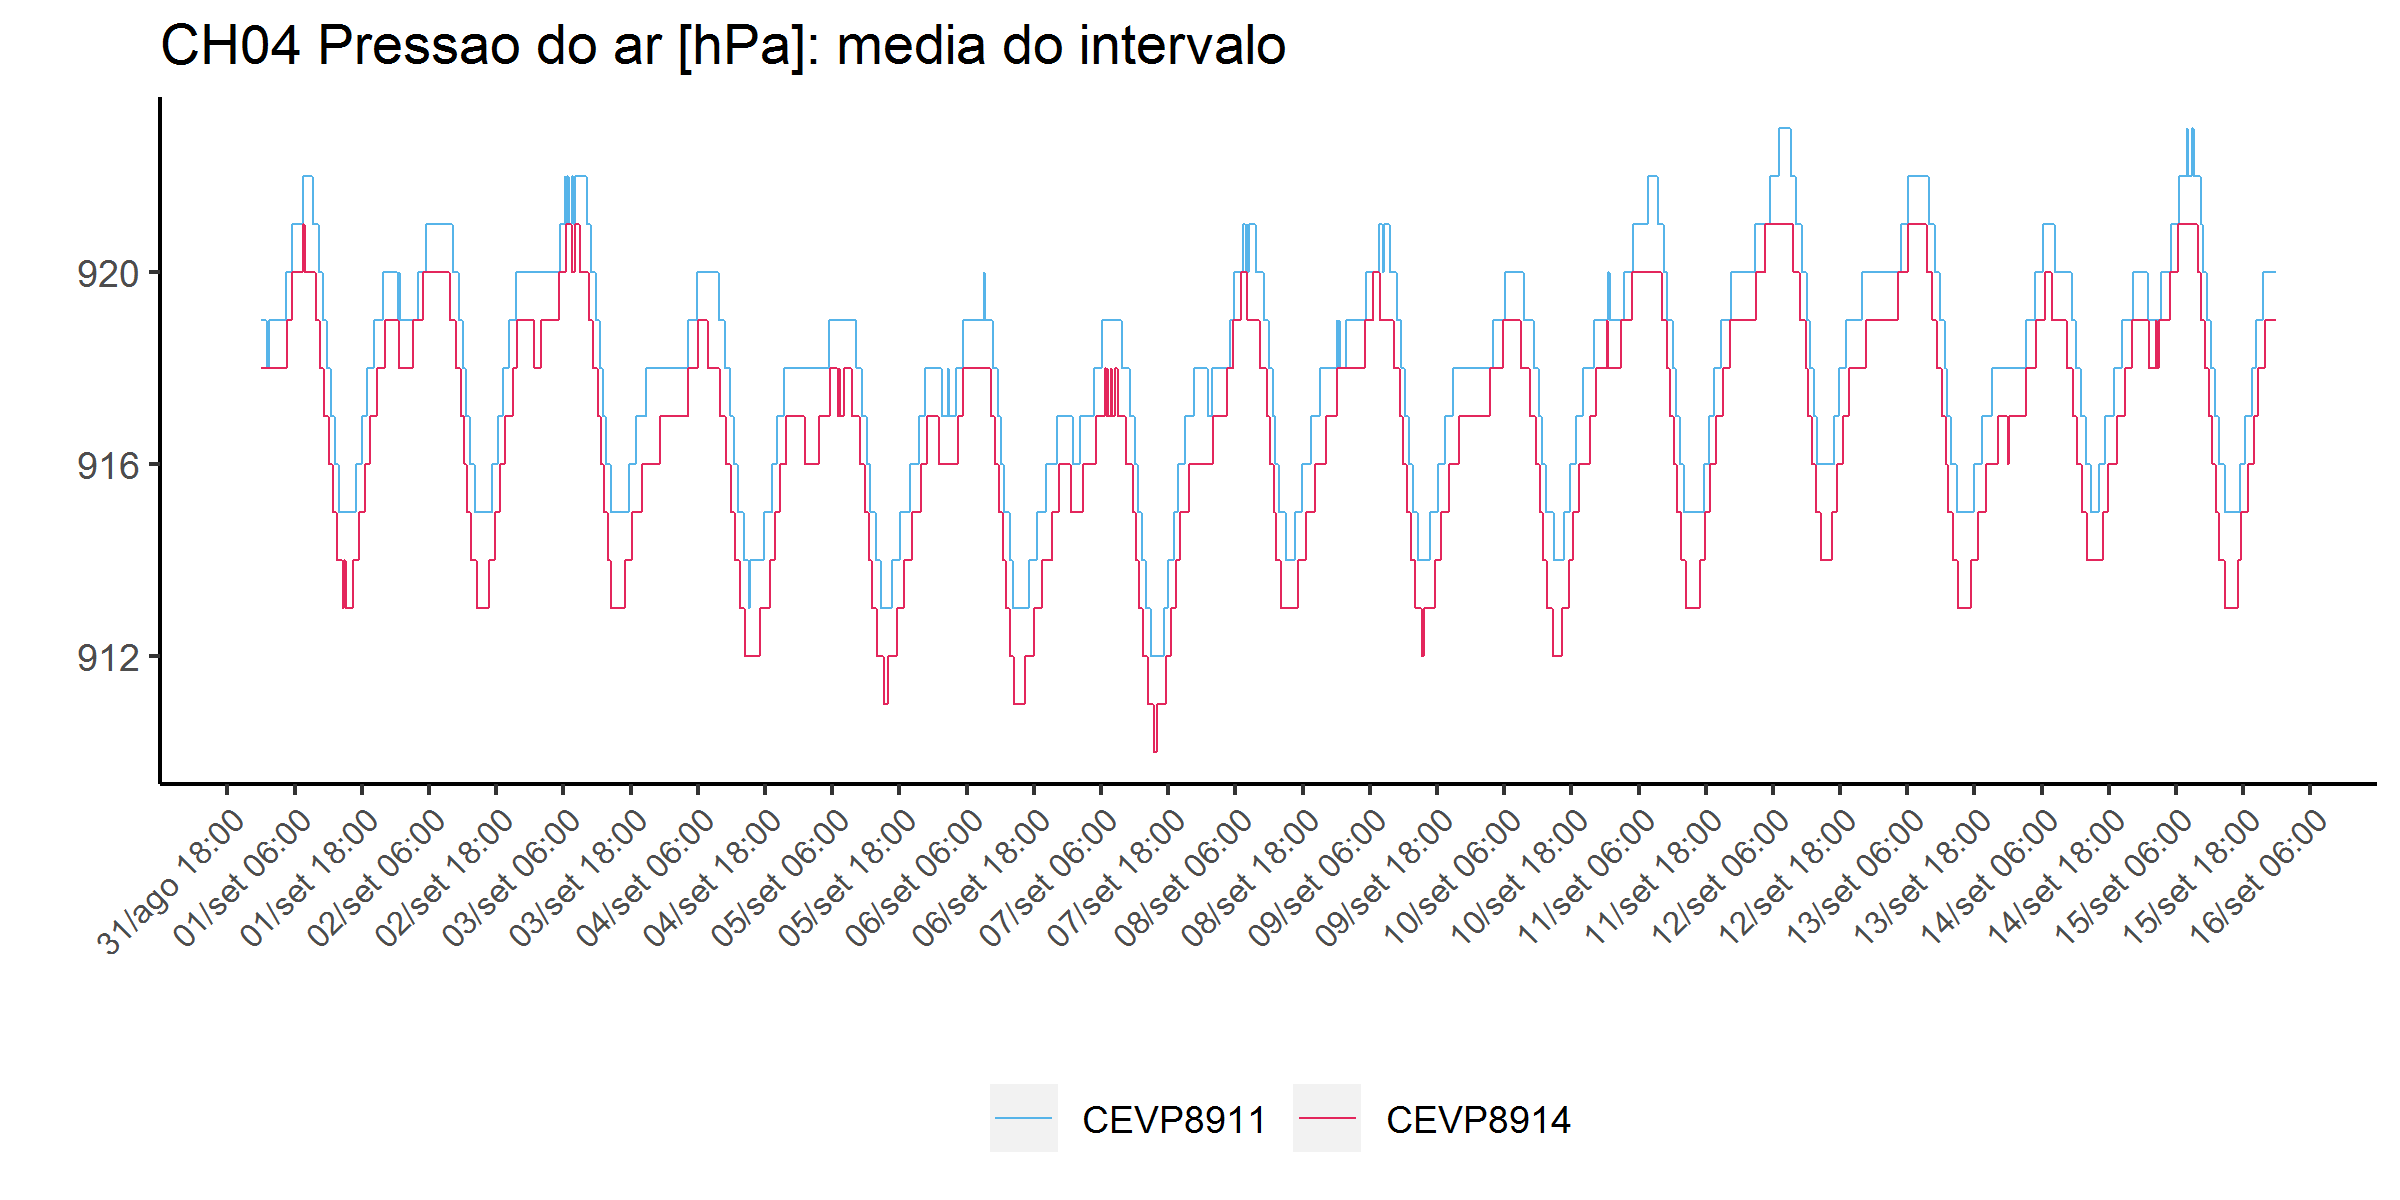 CH04 Pressao do ar [hPa]: media do intervalo
920
916
912
31/ago 18:00
01/set 06:00
01/set 18:00
02/set 06:00
02/set 18:00
03/set 06:00
03/set 18:00
04/set 06:00
04/set 18:00
05/set 06:00
05/set 18:00
06/set 06:00
06/set 18:00
07/set 06:00
07/set 18:00
08/set 06:00
08/set 18:00
09/set 06:00
09/set 18:00
10/set 06:00
10/set 18:00
11/set 06:00
11/set 18:00
12/set 06:00
12/set 18:00
13/set 06:00
13/set 18:00
14/set 06:00
14/set 18:00
15/set 06:00
15/set 18:00
16/set 06:00
CEVP8911 CEVP8914